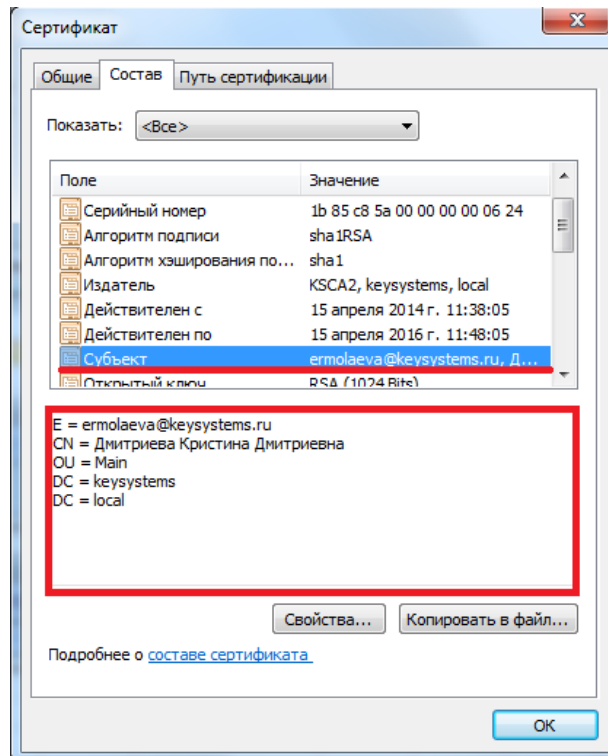 Сертификат
Общие Состав Путь сертификации
Показать: <Все>
Поле Значение
Серийный номер 1b 85 c8 5a 00 00 00 00 06 24
Алгоритм подписи sha1RSA
Алгоритм хэширования по... sha1
Издатель KSCA2, keysystems, local
Действителен с 15 апреля 2014 г. 11:38:05
Действителен по 15 апреля 2016 г. 11:48:05
Субъект ermolaeva@keysystems.ru, Д...
Открытый ключ RSA (1024 Bits)
E = ermolaeva@keysystems.ru
CN = Дмитриева Кристина Дмитриевна
OU = Main
DC = keysystems
DC = local
Свойства... Копировать в файл...
Подробнее о составе сертификата
ОК